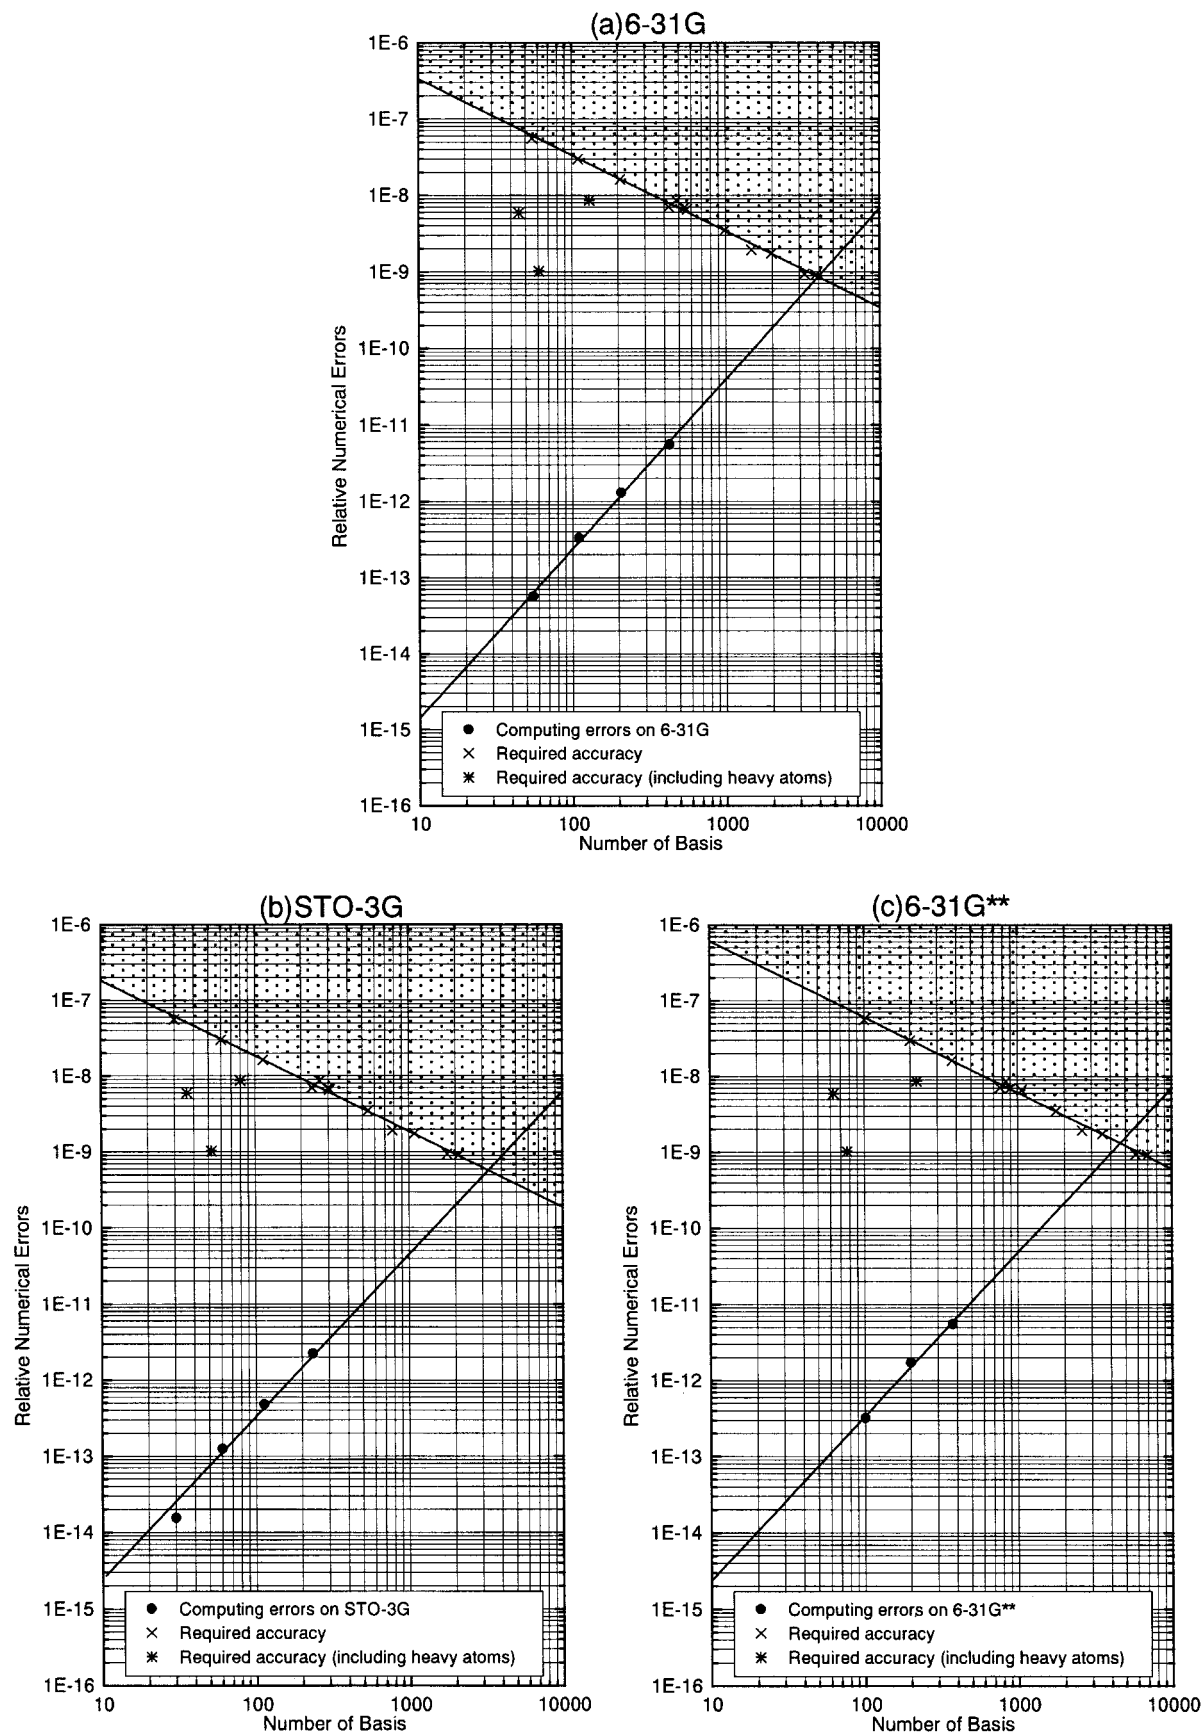 (a)6-31G
1E-6
1E-7
1E-8
1E-9
1E-10
1E-11
1E-12
1E-13
1E-14
1E-15
1E-16
Relative Numerical Errors
Computing errors on 6-31G
Required accuracy
Required accuracy (including heavy atoms)
10 100 1000 10000
Number of Basis
(b)STO-3G
1E-6
1E-7
1E-8
1E-9
1E-10
1E-11
1E-12
1E-13
1E-14
1E-15
1E-16
Relative Numerical Errors
Computing errors on STO-3G
Required accuracy
Required accuracy (including heavy atoms)
10 100 1000 10000
Number of Basis
(c)6-31G**
1E-6
1E-7
1E-8
1E-9
1E-10
1E-11
1E-12
1E-13
1E-14
1E-15
1E-16
Relative Numerical Errors
Computing errors on 6-31G**
Required accuracy
Required accuracy (including heavy atoms)
10 100 1000 10000
Number of Basis